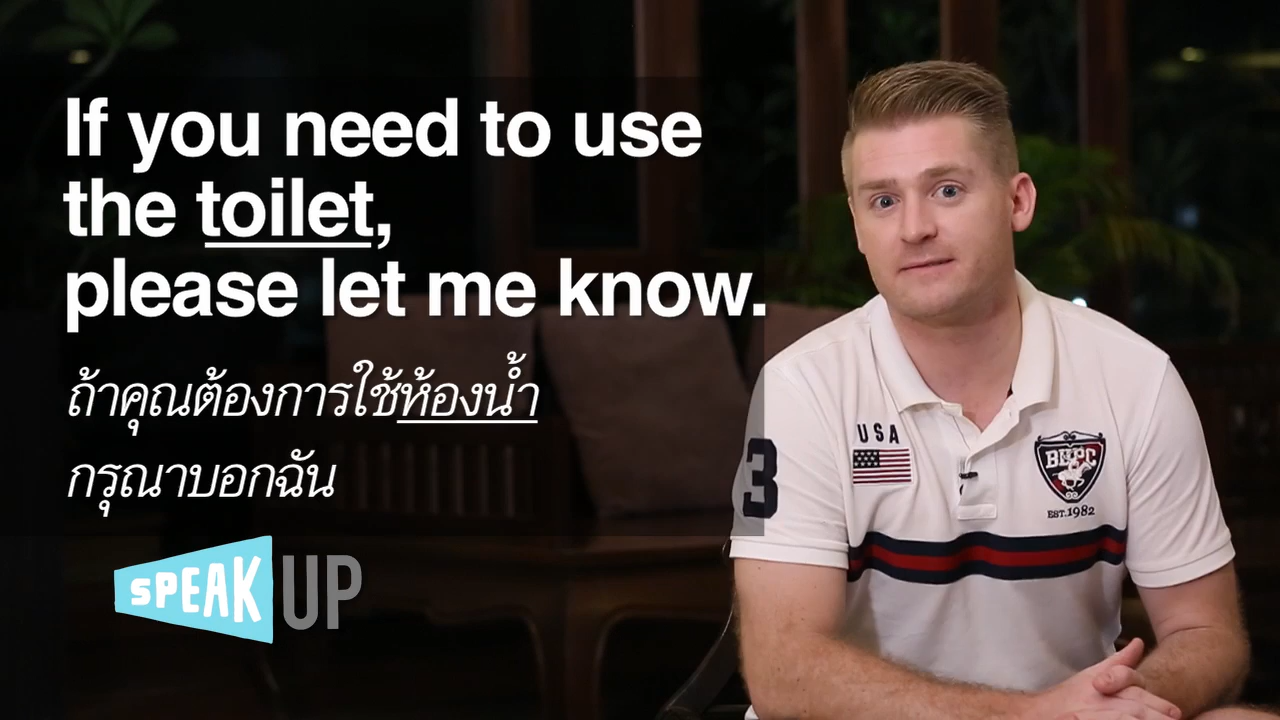 If you need to use
the toilet,
please let me know.
ถ้าคุณต้องการใช้ห้องน้ำ
กรุณาบอกฉัน
SPEAK UP
USA
3
BHPC
EST.1982